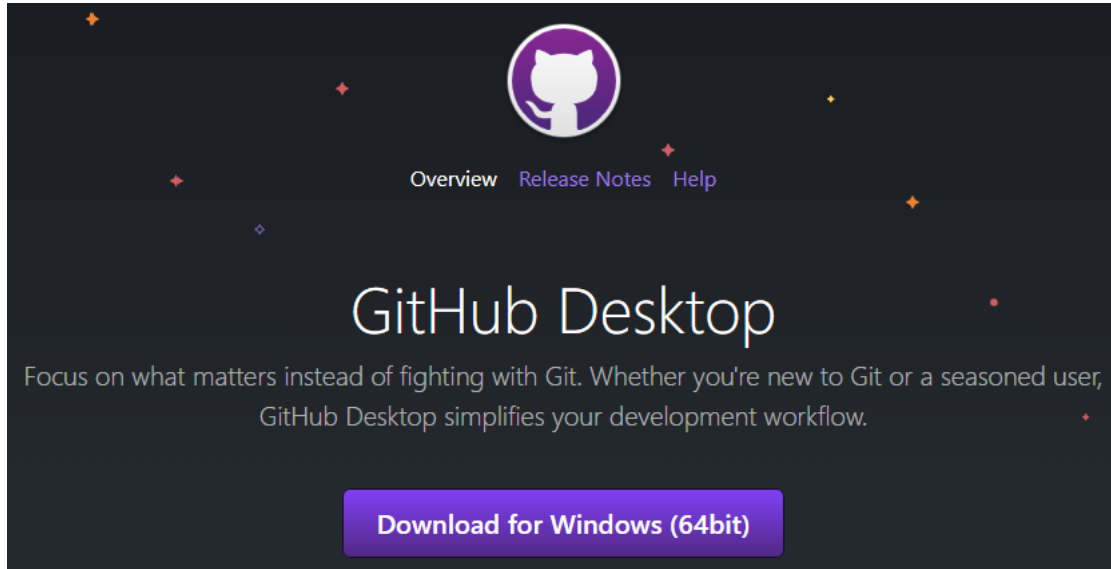 Overview Release Notes Help
GitHub Desktop
Focus on what matters instead of fighting with Git. Whether you're new to Git or a seasoned user,
GitHub Desktop simplifies your development workflow.
Download for Windows (64bit)